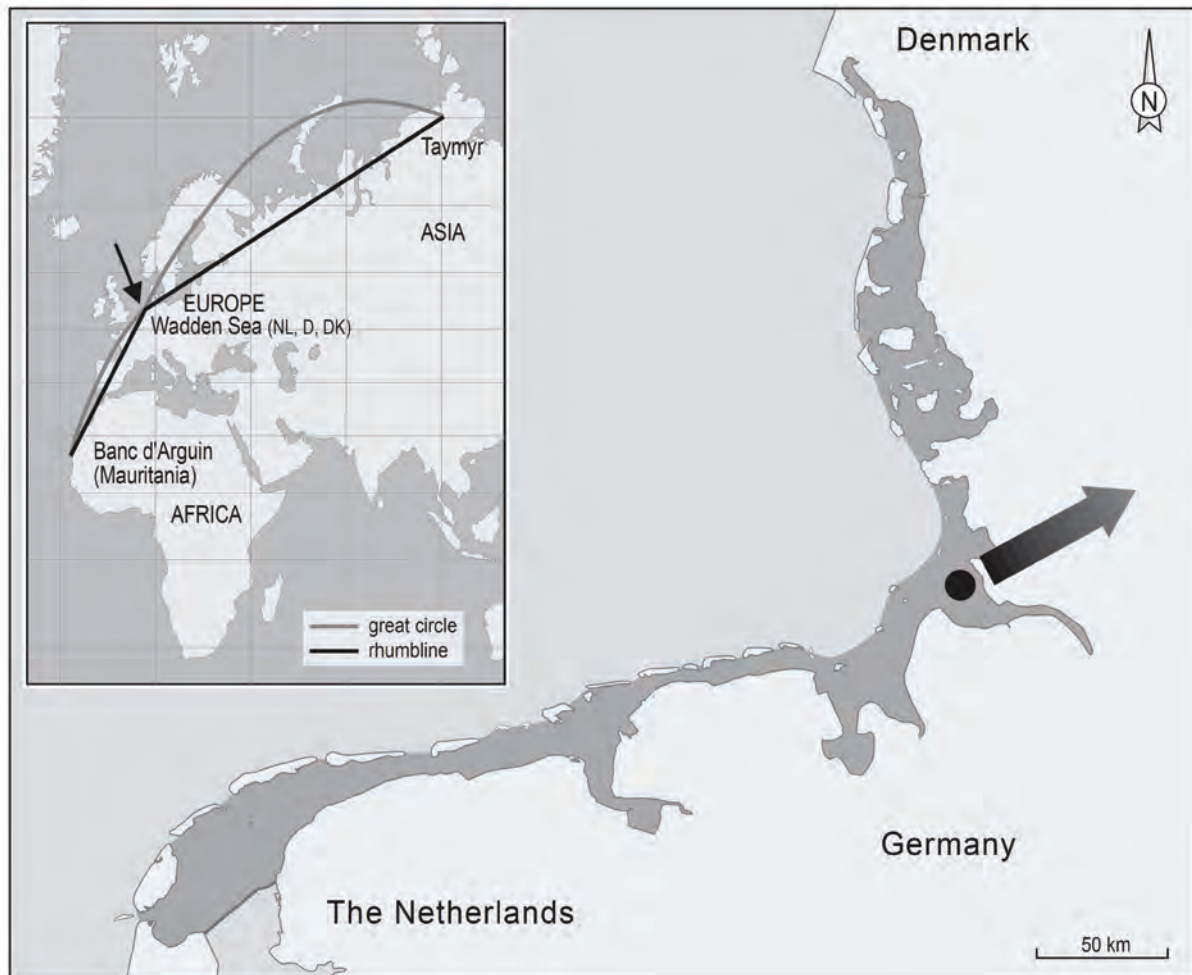 Denmark
N
Taymyr
ASIA
EUROPE
Wadden Sea (NL, D, DK)
Banc d'Arguin
(Mauritania)
AFRICA
great circle
rhumbline
Germany
The Netherlands
50 km